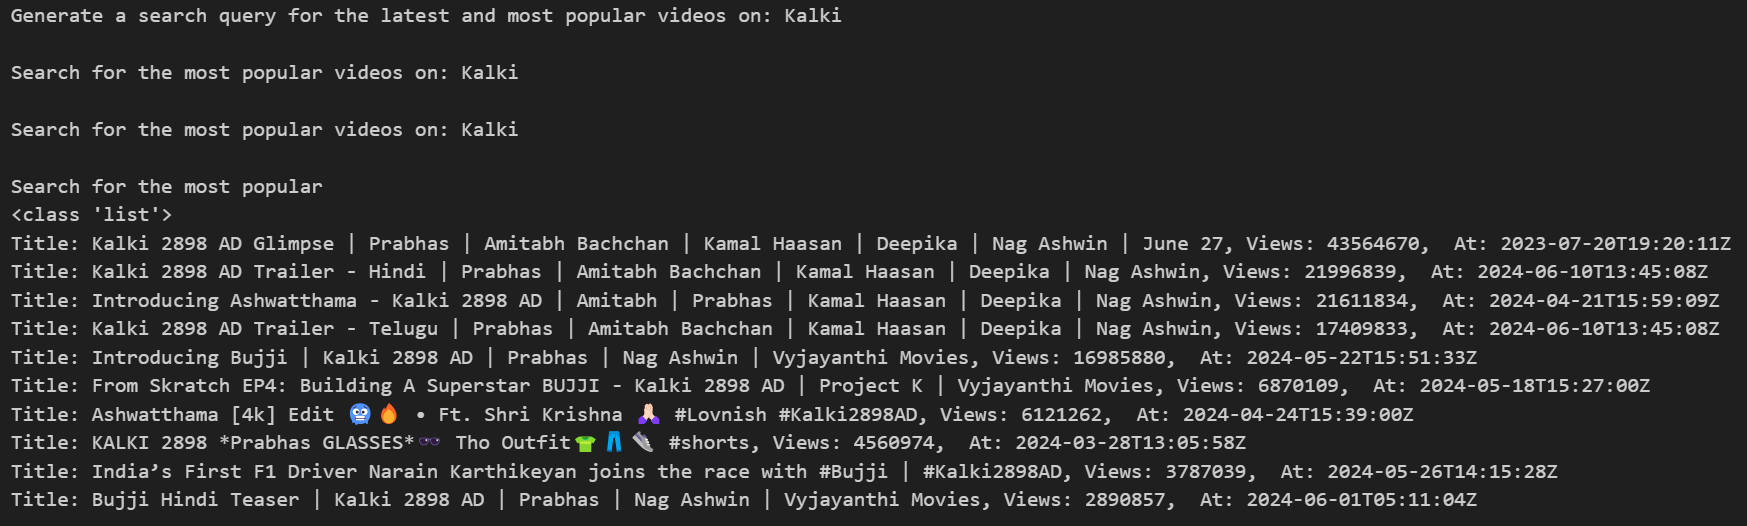 Generate a search query for the latest and most popular videos on: Kalki
Search for the most popular videos on: Kalki
Search for the most popular videos on: Kalki
Search for the most popular
<class 'list'>
Title: Kalki 2898 AD Glimpse | Prabhas | Amitabh Bachchan | Kamal Haasan | Deepika | Nag Ashwin | June 27, Views: 43564670,  At: 2023-07-20T19:20:11Z
Title: Kalki 2898 AD Trailer - Hindi | Prabhas | Amitabh Bachchan | Kamal Haasan | Deepika | Nag Ashwin, Views: 21996839,  At: 2024-06-10T13:45:08Z
Title: Introducing Ashwatthama - Kalki 2898 AD | Amitabh | Prabhas | Kamal Haasan | Deepika | Nag Ashwin, Views: 21611834,  At: 2024-04-21T15:59:09Z
Title: Kalki 2898 AD Trailer - Telugu | Prabhas | Amitabh Bachchan | Kamal Haasan | Deepika | Nag Ashwin, Views: 17409833,  At: 2024-06-10T13:45:08Z
Title: Introducing Bujji | Kalki 2898 AD | Prabhas | Nag Ashwin | Vyjayanthi Movies, Views: 16985880,  At: 2024-05-22T15:51:33Z
Title: From Skratch EP4: Building A Superstar BUJJI - Kalki 2898 AD | Project K | Vyjayanthi Movies, Views: 6870109,  At: 2024-05-18T15:27:00Z
Title: Ashwatthama [4k] Edit 🥶🔥 • Ft. Shri Krishna 🙏🏻 #Lovnish #Kalki2898AD, Views: 6121262,  At: 2024-04-24T15:39:00Z
Title: KALKI 2898 *Prabhas GLASSES*🕶️ Tho Outfit👕👖👟 #shorts, Views: 4560974,  At: 2024-03-28T13:05:58Z
Title: India’s First F1 Driver Narain Karthikeyan joins the race with #Bujji | #Kalki2898AD, Views: 3787039,  At: 2024-05-26T14:15:28Z
Title: Bujji Hindi Teaser | Kalki 2898 AD | Prabhas | Nag Ashwin | Vyjayanthi Movies, Views: 2890857,  At: 2024-06-01T05:11:04Z